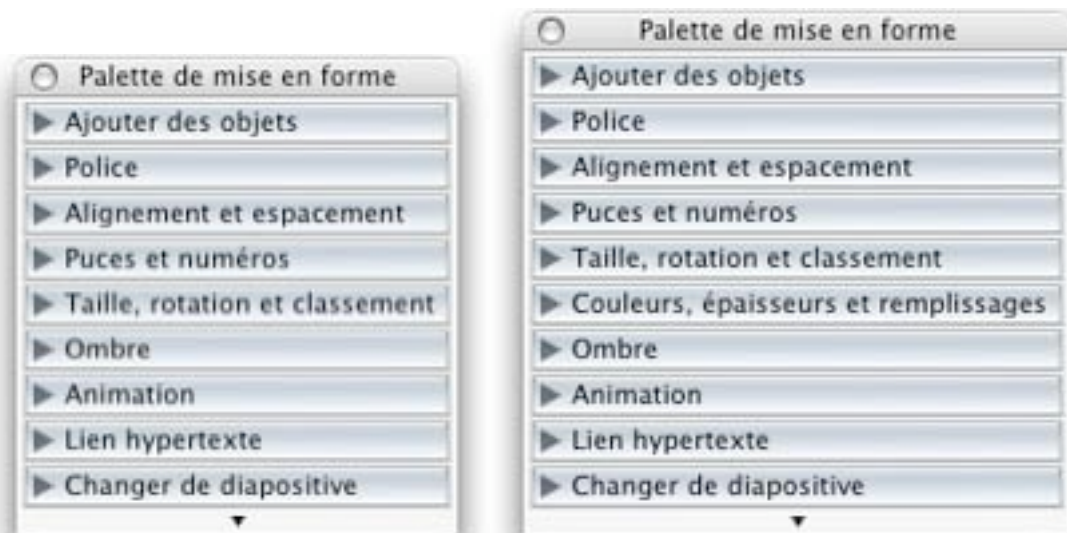 Palette de mise en forme
Ajouter des objets
Police
Alignement et espacement
Puces et numéros
Taille, rotation et classement
Ombre
Animation
Lien hypertexte
Changer de diapositive
Palette de mise en forme
Ajouter des objets
Police
Alignement et espacement
Puces et numéros
Taille, rotation et classement
Couleurs, épaisseurs et remplissages
Ombre
Animation
Lien hypertexte
Changer de diapositive